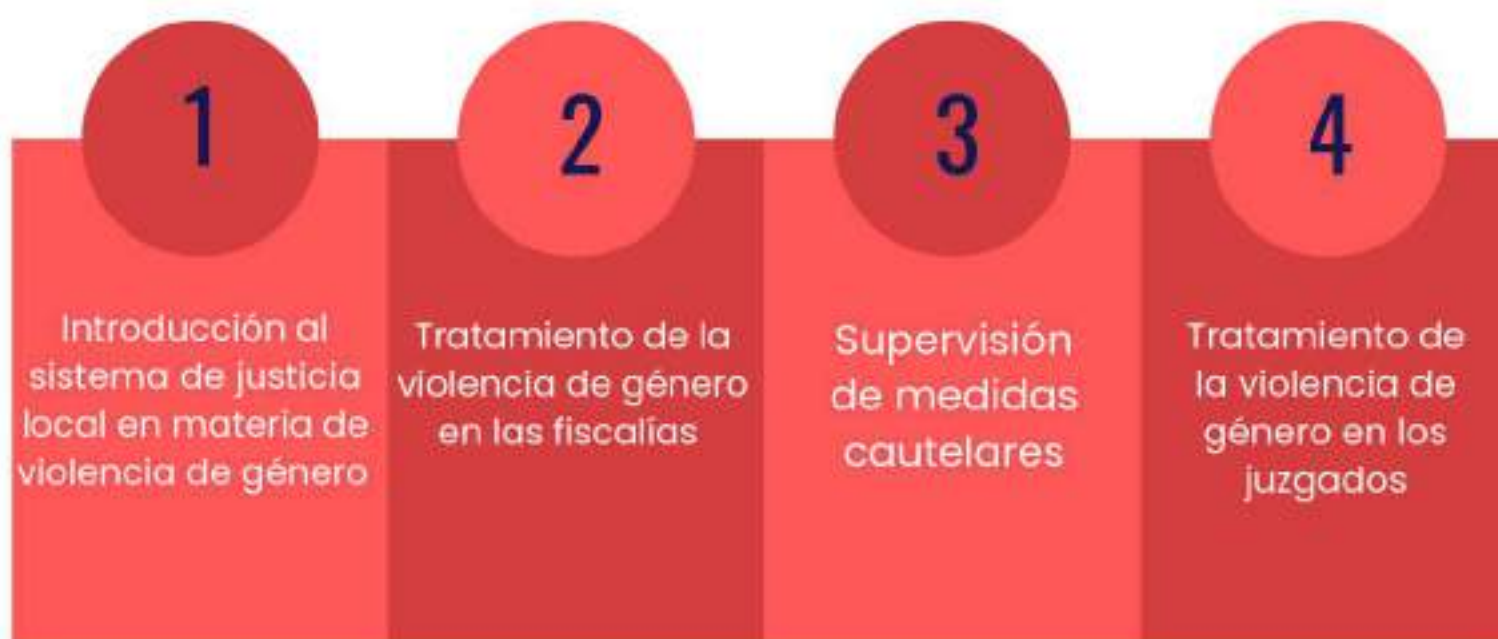 1
Introducción al
sistema de justicia
local en materia de
violencia de género
2
Tratamiento de la
violencia de género
en las fiscalías
3
Supervisión
de medidas
cautelares
4
Tratamiento de
la violencia de
género en los
juzgados